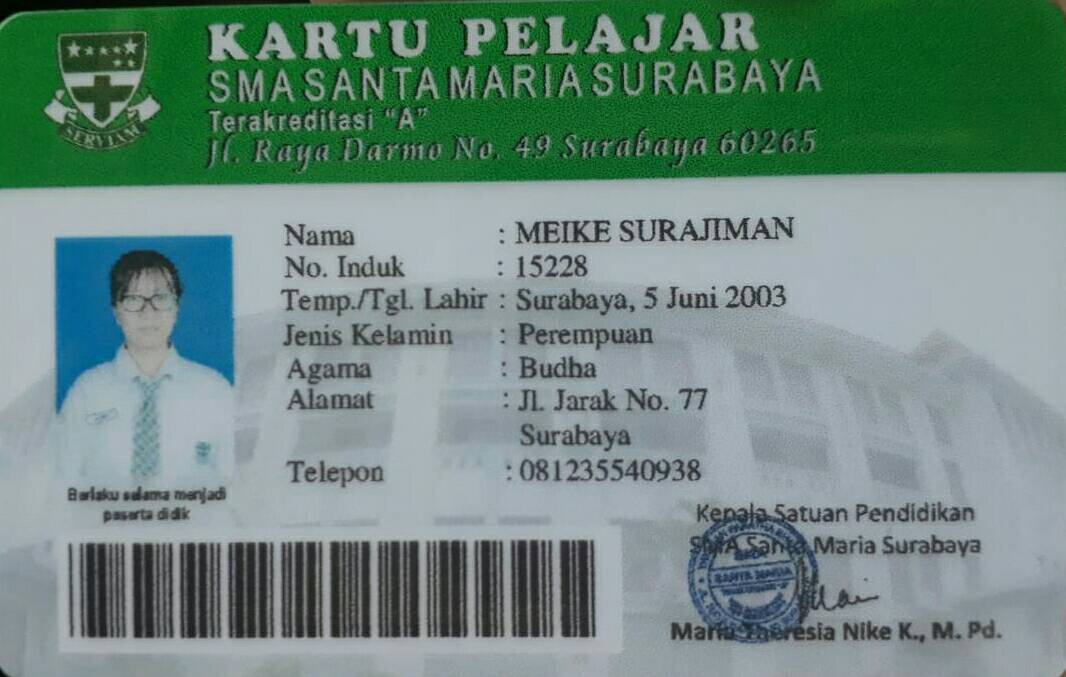 SERVIAM
KARTU PELAJAR
SMA SANTA MARIA SURABAYA
Terakreditasi "A"
Jl. Raya Darmo No. 49 Surabaya 60265
Nama : MEIKE SURAJIMAN
No. Induk : 15228
Temp./Tgl. Lahir : Surabaya, 5 Juni 2003
Jenis Kelamin : Perempuan
Agama : Budha
Alamat : Jl. Jarak No. 77
Surabaya
Telepon : 081235540938
Berlaku selama menjadi
peserta didik
Kepala Satuan Pendidikan
SMA Santa Maria Surabaya
SANTA MARIA
Maria Theresia Nike K., M. Pd.